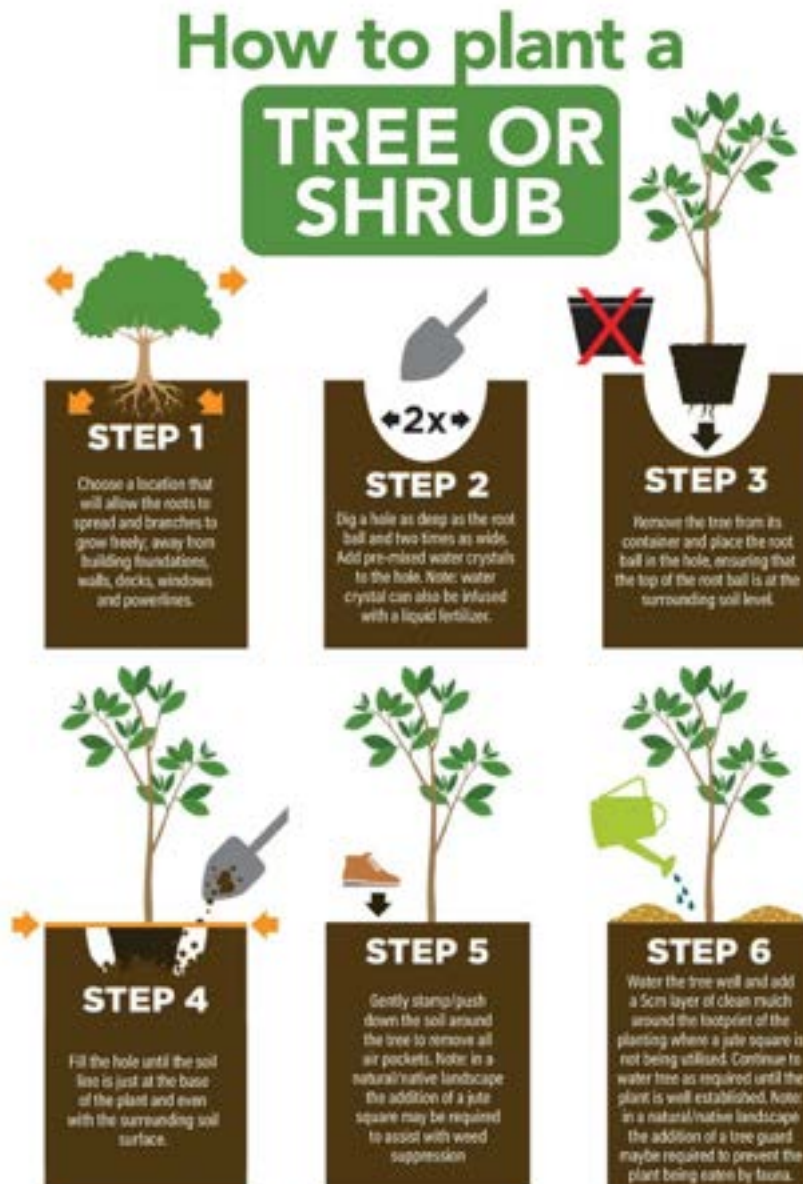 How to plant a
TREE OR
SHRUB
STEP 1
Choose a location that
will allow the roots to
spread and branches to
grow freely; away from
building foundations,
walls, decks, windows
and powerlines.
2x
STEP 2
Dig a hole as deep as the root
ball and two times as wide.
Add pre-mixed water crystals
to the hole. Note: water
crystal can also be infused
with a liquid fertilizer.
STEP 3
Remove the tree from its
container and place the root
ball in the hole, ensuring that
the top of the root ball is at the
surrounding soil level.
STEP 4
Fill the hole until the soil
line is just at the base
of the plant and even
with the surrounding soil
surface.
STEP 5
Gently stamp/push
down the soil around
the tree to remove all
air pockets. Note: in a
natural/native landscape
the addition of a jute
square may be required
to assist with weed
suppression
STEP 6
Water the tree well and add
a 5cm layer of clean mulch
around the footprint of the
planting where a jute square is
not being utilised. Continue to
water tree as required until the
plant is well established. Note:
in a natural/native landscape
the addition of a tree guard
maybe required to prevent the
plant being eaten by fauna.